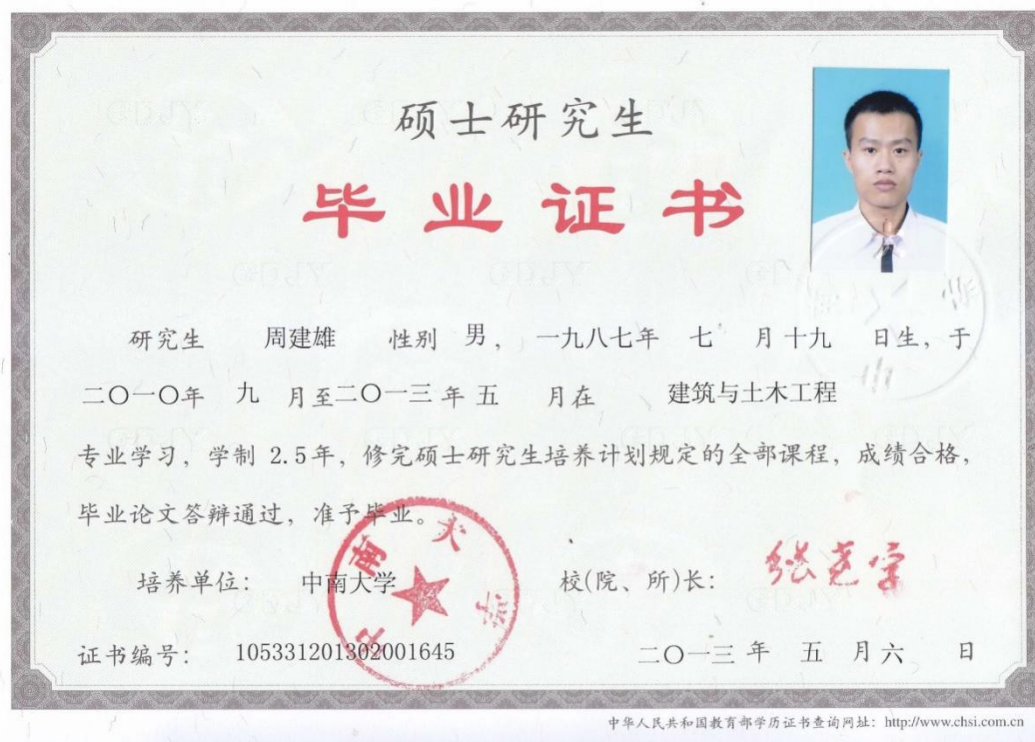 硕士研究生
毕业证书
研究生 周建雄 性别 男, 一九八七年 七 月十九 日生, 于
二〇一〇年 九 月至二〇一三年 五 月在 建筑与土木工程
专业学习, 学制 2.5年, 修完硕士研究生培养计划规定的全部课程, 成绩合格,
毕业论文答辩通过, 准予毕业。
培养单位: 中南大学 校(院、所)长: 张尧学
中南大学
证书编号: 105331201302001645 二〇一三年 五 月六 日
中华人民共和国教育部学历证书查询网址: http://www.chsi.com.cn